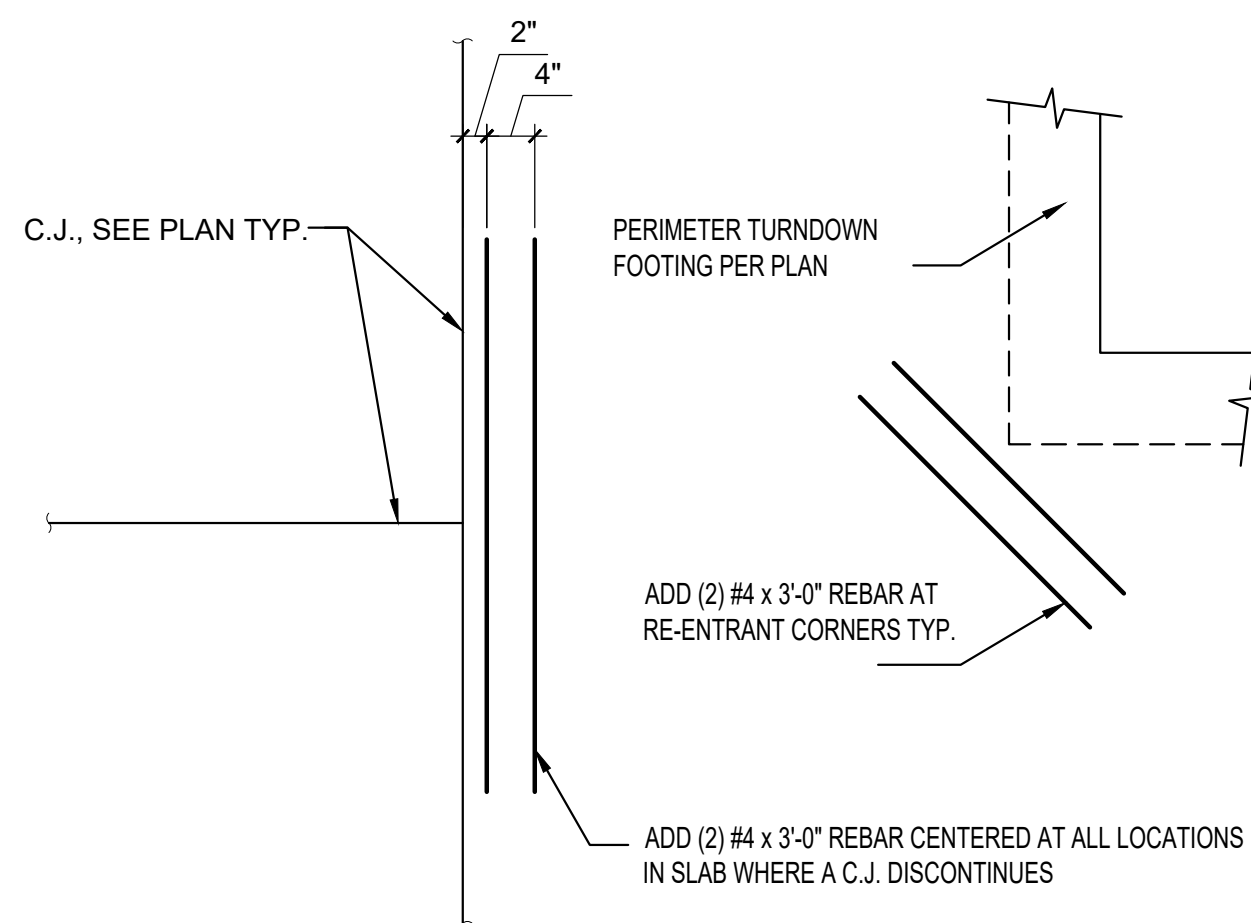 2"
4"
C.J., SEE PLAN TYP.
PERIMETER TURNDOWN
FOOTING PER PLAN
ADD (2) #4 x 3'-0" REBAR AT
RE-ENTRANT CORNERS TYP.
ADD (2) #4 x 3'-0" REBAR CENTERED AT ALL LOCATIONS
IN SLAB WHERE A C.J. DISCONTINUES